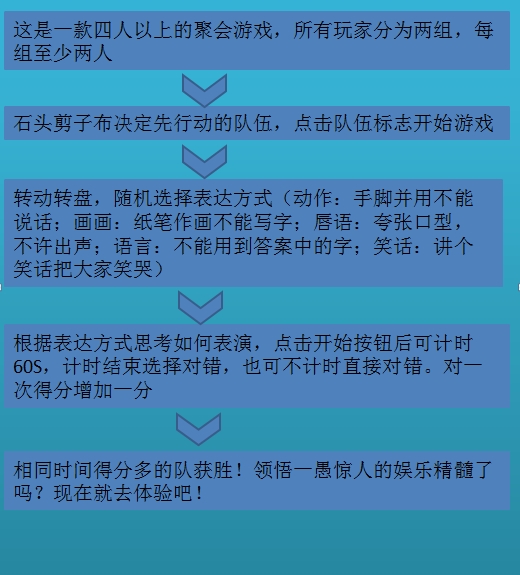 这是一款四人以上的聚会游戏，所有玩家分为两组，每
组至少两人
石头剪子布决定先行动的队伍，点击队伍标志开始游戏
转动转盘，随机选择表达方式（动作：手脚并用不能
说话；画画：纸笔作画不能写字；唇语：夸张口型，
不许出声；语言：不能用到答案中的字；笑话：讲个
笑话把大家笑哭）
根据表达方式思考如何表演，点击开始按钮后可计时
60S，计时结束选择对错，也可不计时直接对错。对一
次得分增加一分
相同时间得分多的队获胜！领悟一愚惊人的娱乐精髓了
吗？现在就去体验吧！